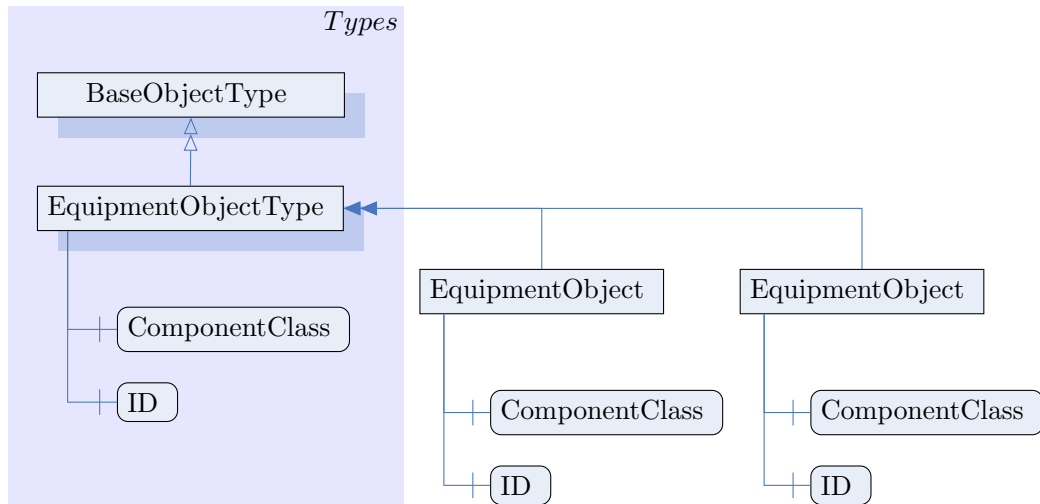 Types
BaseObjectType
EquipmentObjectType
ComponentClass
ID
EquipmentObject
ComponentClass
ID
EquipmentObject
ComponentClass
ID